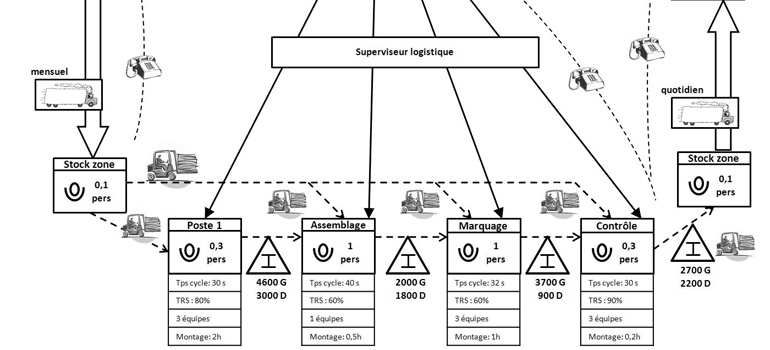 Superviseur logistique
mensuel
quotidien
Stock zone
0,1
pers
Stock zone
0,1
pers
Poste 1
0,3
pers
Tps cycle: 30 s
TRS : 80%
3 équipes
Montage: 2h
I
4600 G
3000 D
Assemblage
1
pers
Tps cycle: 40 s
TRS: 60%
1 équipes
Montage: 0,5h
I
2000 G
1800 D
Marquage
1
pers
Tps cycle: 32 s
TRS: 60%
3 équipes
Montage: 1h
I
3700 G
900 D
Contrôle
0,3
pers
Tps cycle: 30 s
TRS: 90%
3 équipes
Montage: 0,2h
I
2700 G
2200 D